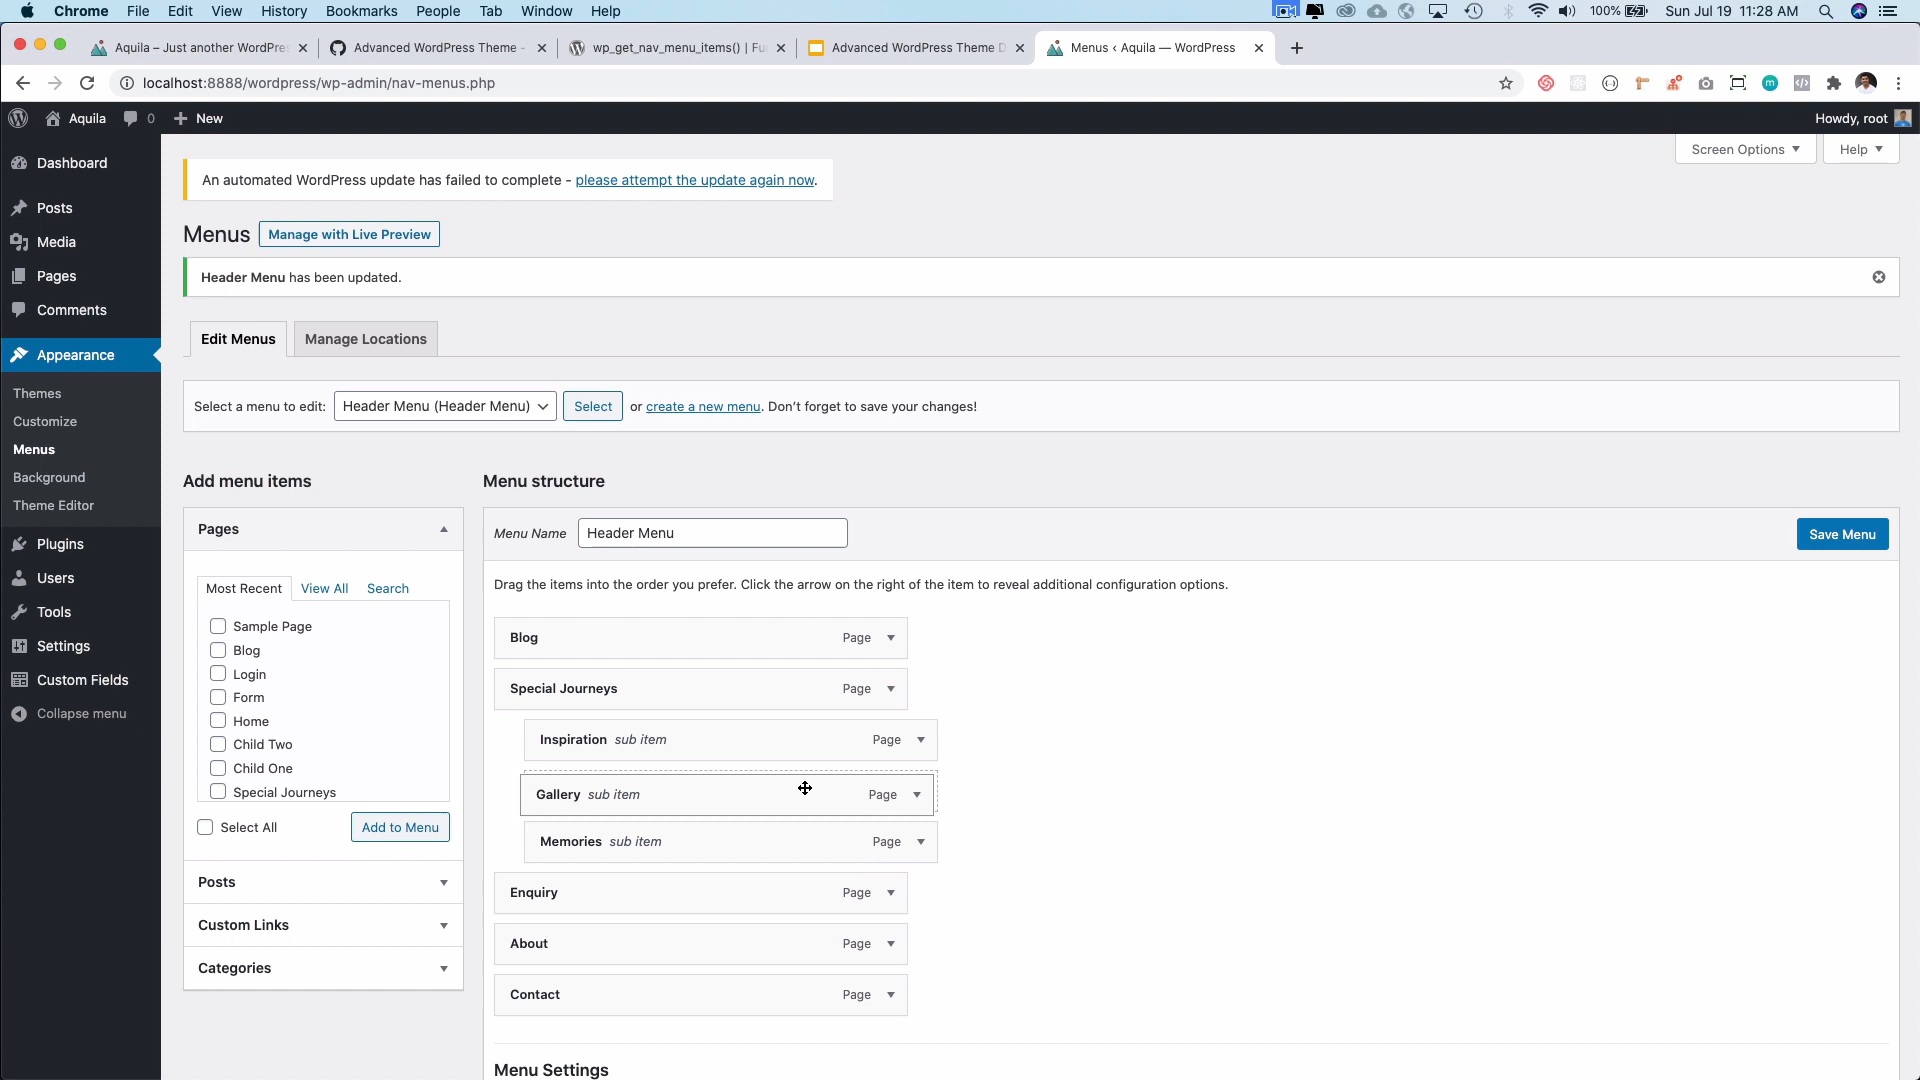 Chrome File Edit View History Bookmarks People Tab Window Help
100% Sun Jul 19 11:28 AM
Aquila – Just another WordPres
Advanced WordPress Theme -
wp_get_nav_menu_items() | Fu
Advanced WordPress Theme D
Menus ‹ Aquila — WordPress
localhost:8888/wordpress/wp-admin/nav-menus.php
Aquila 0 New
Howdy, root
Screen Options Help
Dashboard
Posts
Media
Pages
Comments
Appearance
Themes
Customize
Menus
Background
Theme Editor
Plugins
Users
Tools
Settings
Custom Fields
Collapse menu
An automated WordPress update has failed to complete - please attempt the update again now.
Menus Manage with Live Preview
Header Menu has been updated.
Edit Menus Manage Locations
Select a menu to edit: Header Menu (Header Menu) Select or create a new menu. Don't forget to save your changes!
Add menu items
Pages
Most Recent View All Search
Sample Page
Blog
Login
Form
Home
Child Two
Child One
Special Journeys
Select All Add to Menu
Posts
Custom Links
Categories
Menu structure
Menu Name Header Menu Save Menu
Drag the items into the order you prefer. Click the arrow on the right of the item to reveal additional configuration options.
Blog Page
Special Journeys Page
Inspiration sub item Page
Gallery sub item Page
Memories sub item Page
Enquiry Page
About Page
Contact Page
Menu Settings